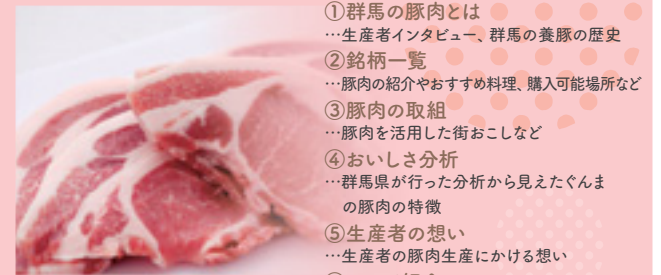 ①群馬の豚肉とは
…生産者インタビュー、群馬の養豚の歴史
②銘柄一覧
…豚肉の紹介やおすすめ料理、購入可能場所など
③豚肉の取組
…豚肉を活用した街おこしなど
④おいしさ分析
…群馬県が行った分析から見えたぐんま
の豚肉の特徴
⑤生産者の想い
…生産者の豚肉生産にかける想い